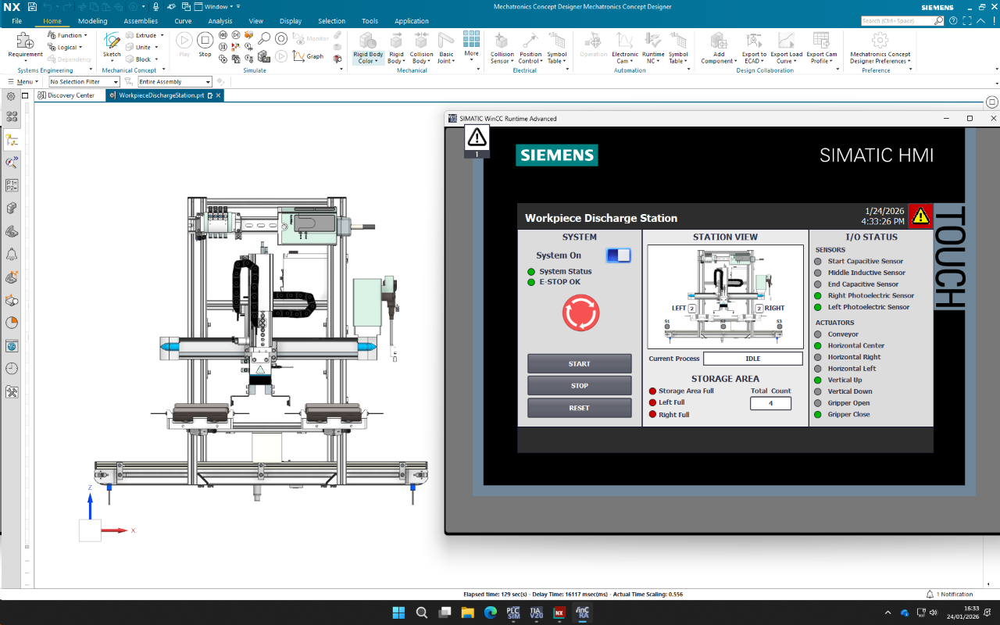 NX
Window
Mechatronics Concept Designer Mechatronics Concept Designer
SIEMENS
File Home Modeling Assemblies Curve Analysis View Display Selection Tools Application
Search (Ctrl+Space)
Requirement
Function
Logical
Dependency
Systems Engineering
Sketch
Extrude
Unite
Block
Mechanical Concept
Play
Stop
Monitor
Graph
Simulate
Rigid Body Color
Rigid Body
Collision Body
Basic Joint
More
Mechanical
Collision Sensor
Position Control
Symbol Table
Electrical
Operation
Electronic Cam
Runtime NC
Symbol Table
Automation
Add Component
Export to ECAD
Export Load Curve
Export Cam Profile
Design Collaboration
Mechatronics Concept Designer Preferences
Preference
Menu
No Selection Filter
Entire Assembly
Discovery Center
WorkpieceDischargeStation.prt
Z
X
SIMATIC WinCC Runtime Advanced
1
SIEMENS
SIMATIC HMI
TOUCH
Workpiece Discharge Station
1/24/2026
4:33:26 PM
SYSTEM
System On
System Status
E-STOP OK
START
STOP
RESET
STATION VIEW
LEFT 2
2 RIGHT
S1
S2
S3
Current Process IDLE
STORAGE AREA
Storage Area Full
Left Full
Right Full
Total Count
4
I/O STATUS
SENSORS
Start Capacitive Sensor
Middle Inductive Sensor
End Capacitive Sensor
Right Photoelectric Sensor
Left Photoelectric Sensor
ACTUATORS
Conveyor
Horizontal Center
Horizontal Right
Horizontal Left
Vertical Up
Vertical Down
Gripper Open
Gripper Close
Elapsed time: 129 sec(s) - Delay Time: 16117 msec(ms) - Actual Time Scaling: 0.556
1 Notification
PLC SIM
TIA V20
NX
WinC RA
16:33
24/01/2026